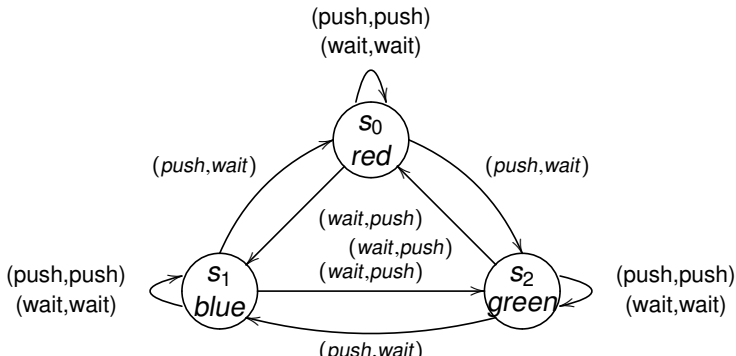 (push,push)
(wait,wait)
s0
red
(push,wait)
(push,wait)
(wait,push)
(wait,push)
(wait,push)
(push,push)
(wait,wait)
s1
blue
s2
green
(push,push)
(wait,wait)
(push,wait)